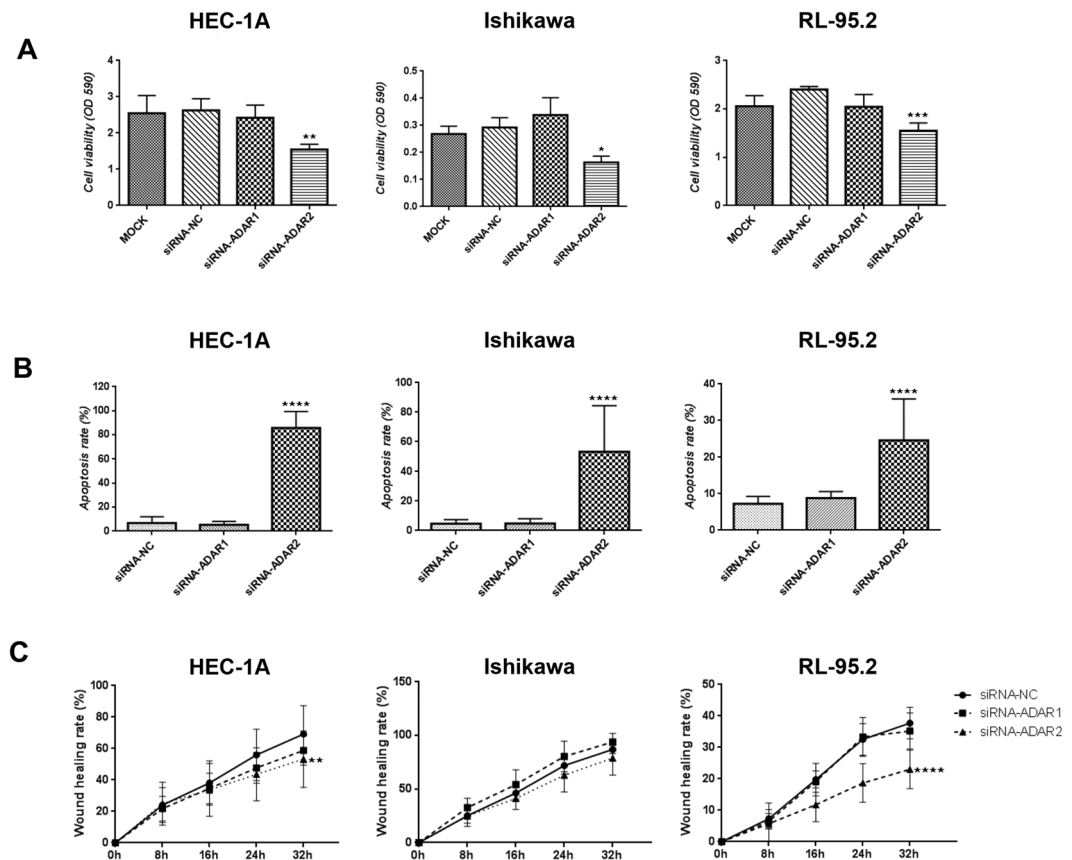 HEC-1A
Ishikawa
RL-95.2
A
Cell viability (OD 590)
4
3
2
1
0
**
MOCK
siRNA-NC
siRNA-ADAR1
siRNA-ADAR2
Cell viability (OD 590)
0.5
0.4
0.3
0.2
0.1
0.0
*
MOCK
siRNA-NC
siRNA-ADAR1
siRNA-ADAR2
Cell viability (OD 590)
3
2
1
0
***
MOCK
siRNA-NC
siRNA-ADAR1
siRNA-ADAR2
HEC-1A
Ishikawa
RL-95.2
B
Apoptosis rate (%)
120
100
80
60
40
20
0
****
siRNA-NC
siRNA-ADAR1
siRNA-ADAR2
Apoptosis rate (%)
100
80
60
40
20
0
****
siRNA-NC
siRNA-ADAR1
siRNA-ADAR2
Apoptosis rate (%)
40
30
20
10
0
****
siRNA-NC
siRNA-ADAR1
siRNA-ADAR2
C
HEC-1A
Ishikawa
RL-95.2
Wound healing rate (%)
100
80
60
40
20
0
**
0h 8h 16h 24h 32h
Wound healing rate (%)
150
100
50
0
0h 8h 16h 24h 32h
Wound healing rate (%)
50
40
30
20
10
0
****
0h 8h 16h 24h 32h
siRNA-NC
siRNA-ADAR1
siRNA-ADAR2